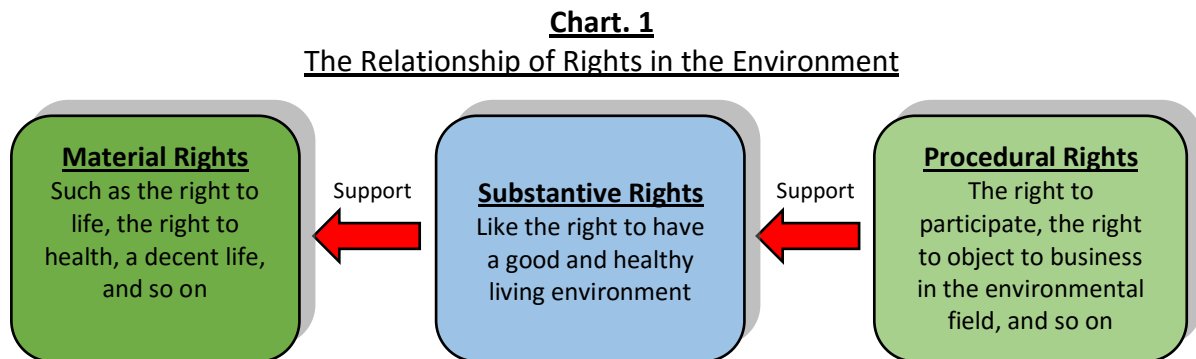 Chart. 1
The Relationship of Rights in the Environment
Material Rights
Such as the right to
life, the right to
health, a decent life,
and so on
Support
Substantive Rights
Like the right to have
a good and healthy
living environment
Support
Procedural Rights
The right to
participate, the right
to object to business
in the environmental
field, and so on